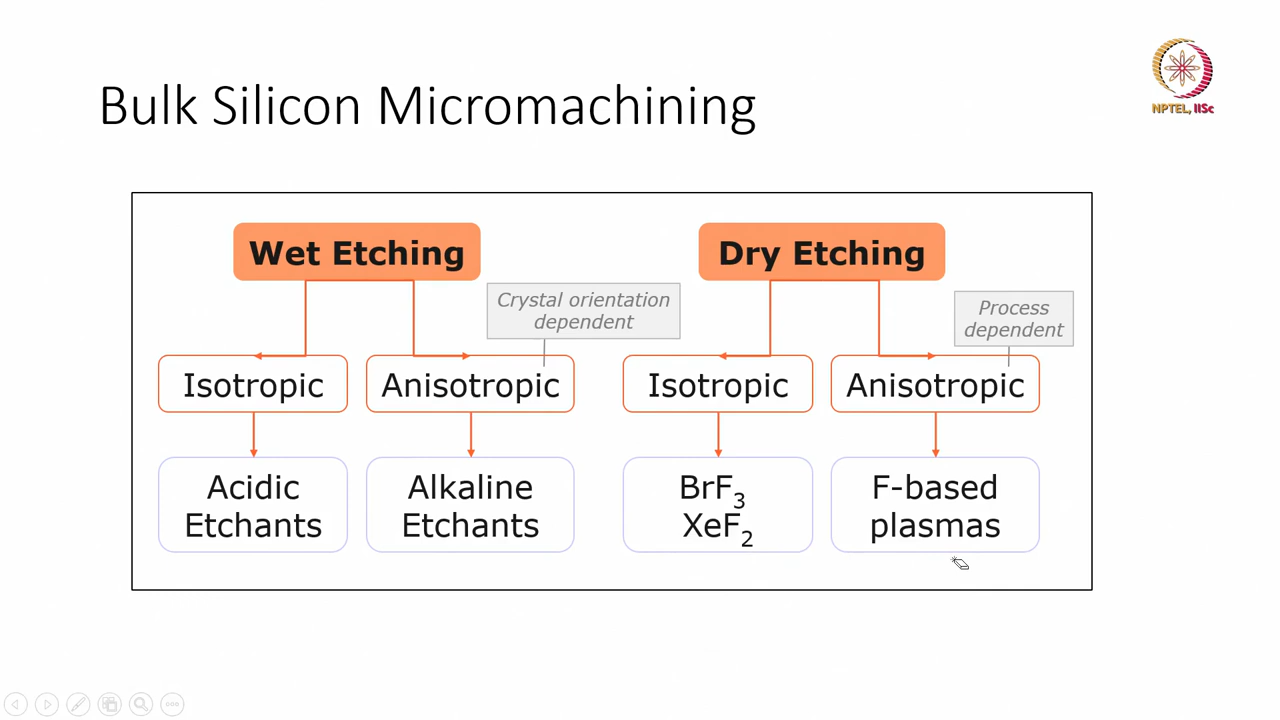 NPTEL, IISc
Bulk Silicon Micromachining
Wet Etching
Dry Etching
Crystal orientation
dependent
Process
dependent
Isotropic
Anisotropic
Isotropic
Anisotropic
Acidic
Etchants
Alkaline
Etchants
BrF₃
XeF₂
F-based
plasmas